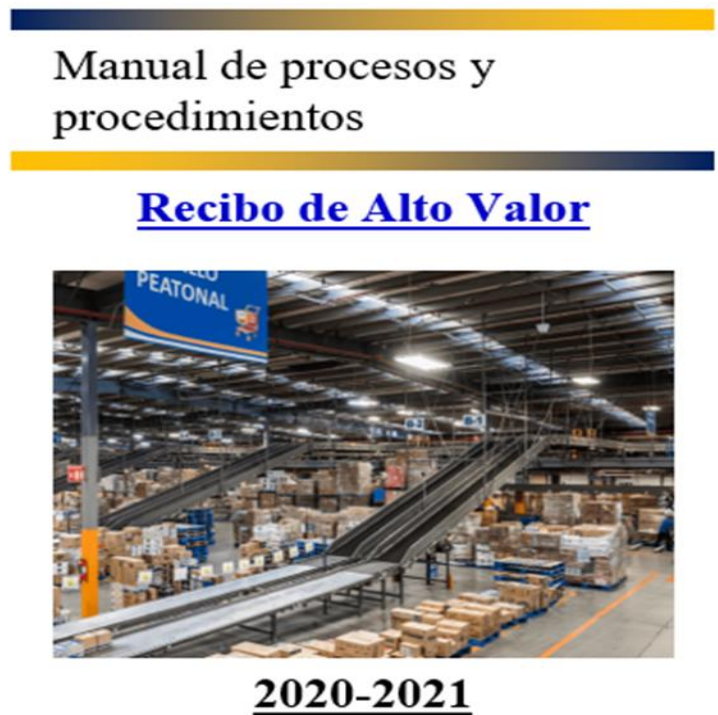 Manual de procesos y
procedimientos
Recibo de Alto Valor
PEATONAL
2020-2021